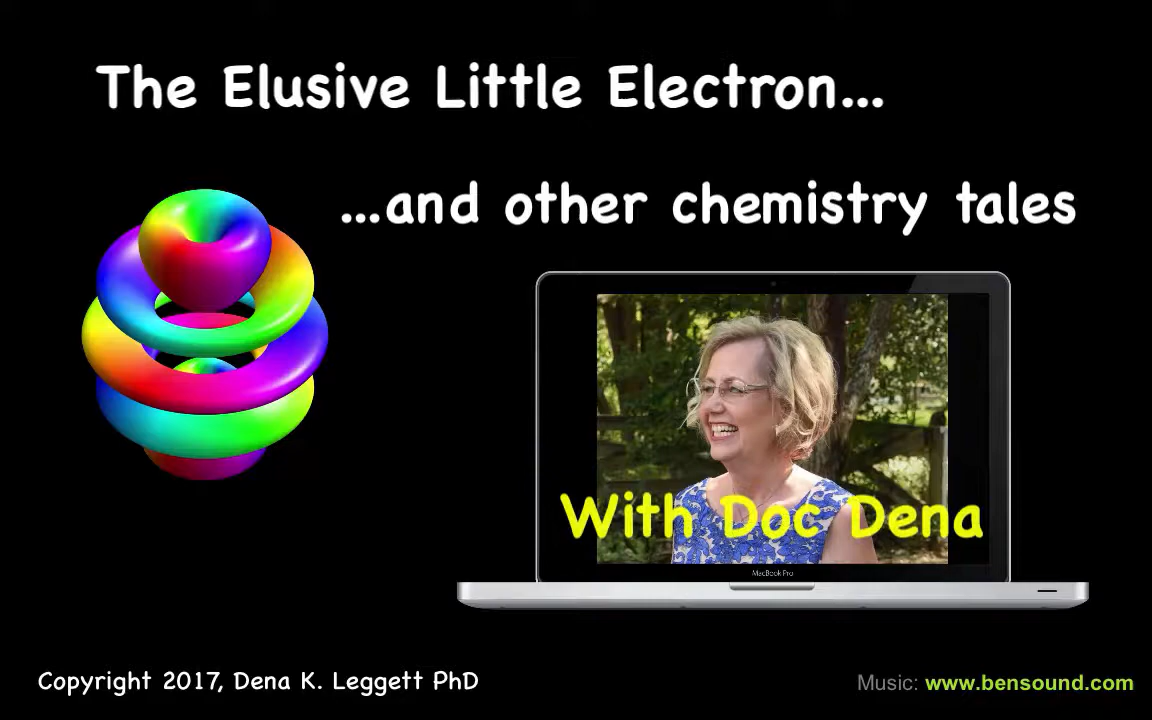 The Elusive Little Electron...
...and other chemistry tales
With Doc Dena
MacBook Pro
Copyright 2017, Dena K. Leggett PhD
Music: www.bensound.com